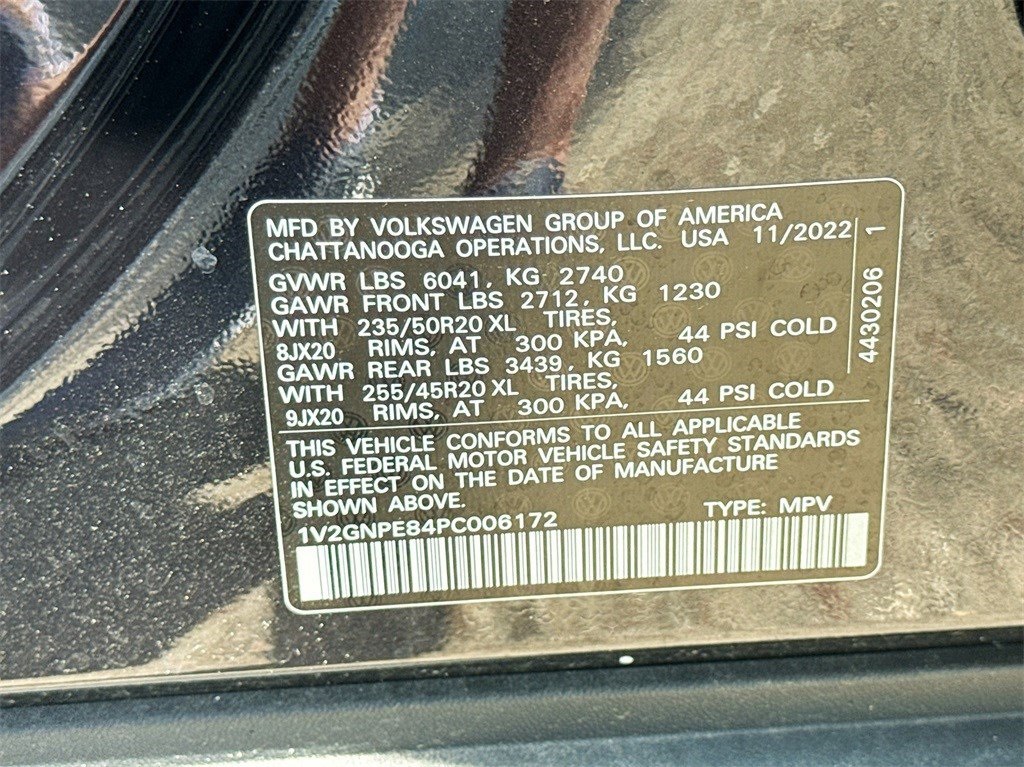 MFD BY VOLKSWAGEN GROUP OF AMERICA
CHATTANOOGA OPERATIONS, LLC. USA 11/2022
GVWR LBS 6041, KG 2740
GAWR FRONT LBS 2712, KG 1230
WITH 235/50R20 XL TIRES,
8JX20 RIMS, AT 300 KPA, 44 PSI COLD
GAWR REAR LBS 3439, KG 1560
WITH 255/45R20 XL TIRES,
9JX20 RIMS, AT 300 KPA, 44 PSI COLD
THIS VEHICLE CONFORMS TO ALL APPLICABLE
U.S. FEDERAL MOTOR VEHICLE SAFETY STANDARDS
IN EFFECT ON THE DATE OF MANUFACTURE
SHOWN ABOVE.
1V2GNPE84PC006172 TYPE: MPV
4430206 1